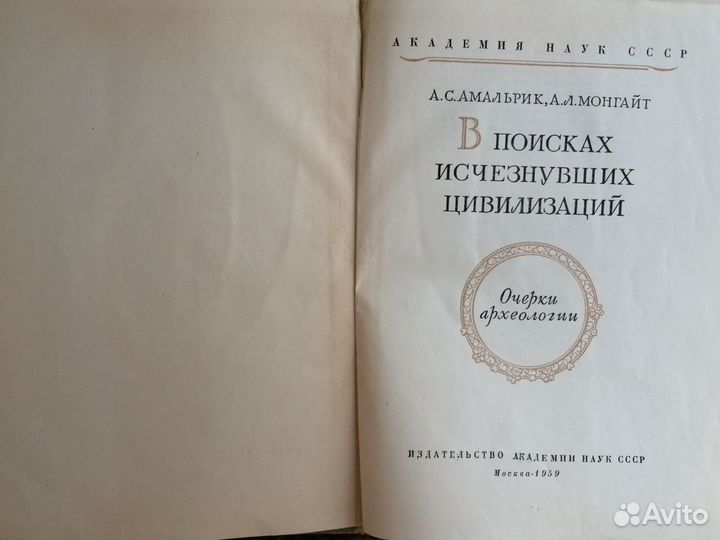 АКАДЕМИЯ НАУК СССР
А.С.АМАЛЬРИК, А.Л.МОНГАЙТ
В ПОИСКАХ
ИСЧЕЗНУВШИХ
ЦИВИЛИЗАЦИЙ
Очерки
археологии
ИЗДАТЕЛЬСТВО АКАДЕМИИ НАУК СССР
Москва·1959
Avito